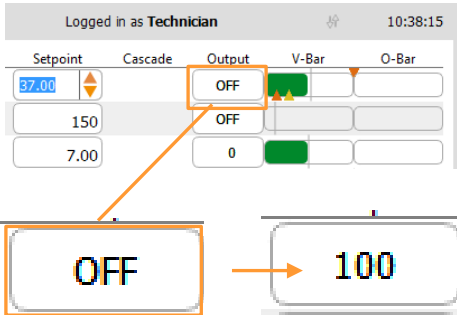 Logged in as Technician 10:38:15
Setpoint Cascade Output V-Bar O-Bar
37.00 OFF
150 OFF
7.00 0
OFF 100